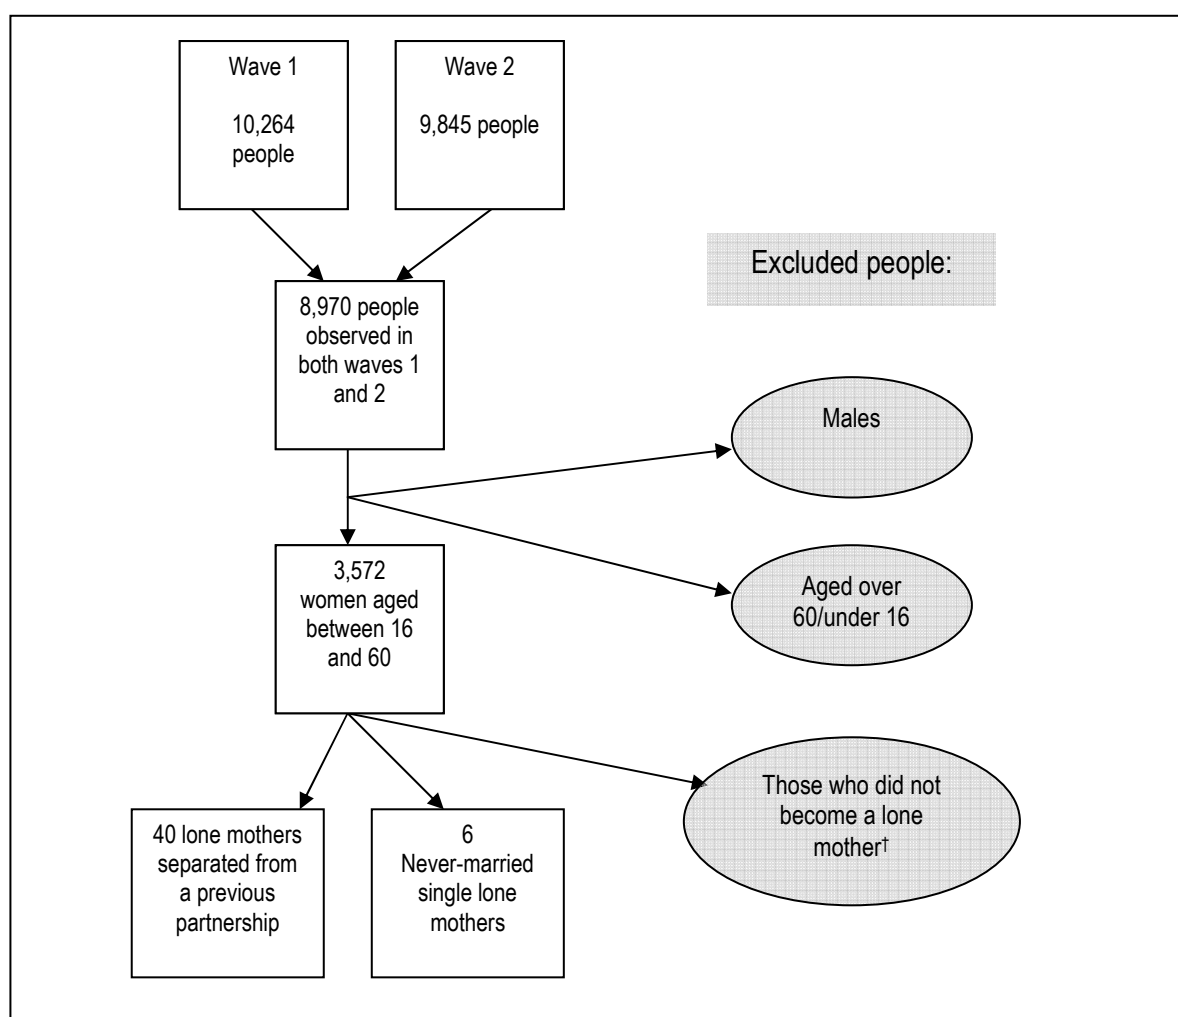 Wave 1
10,264
people
Wave 2
9,845 people
Excluded people:
8,970 people
observed in
both waves 1
and 2
Males
3,572
women aged
between 16
and 60
Aged over
60/under 16
Those who did not
become a lone
mother†
40 lone mothers
separated from
a previous
partnership
6
Never-married
single lone
mothers